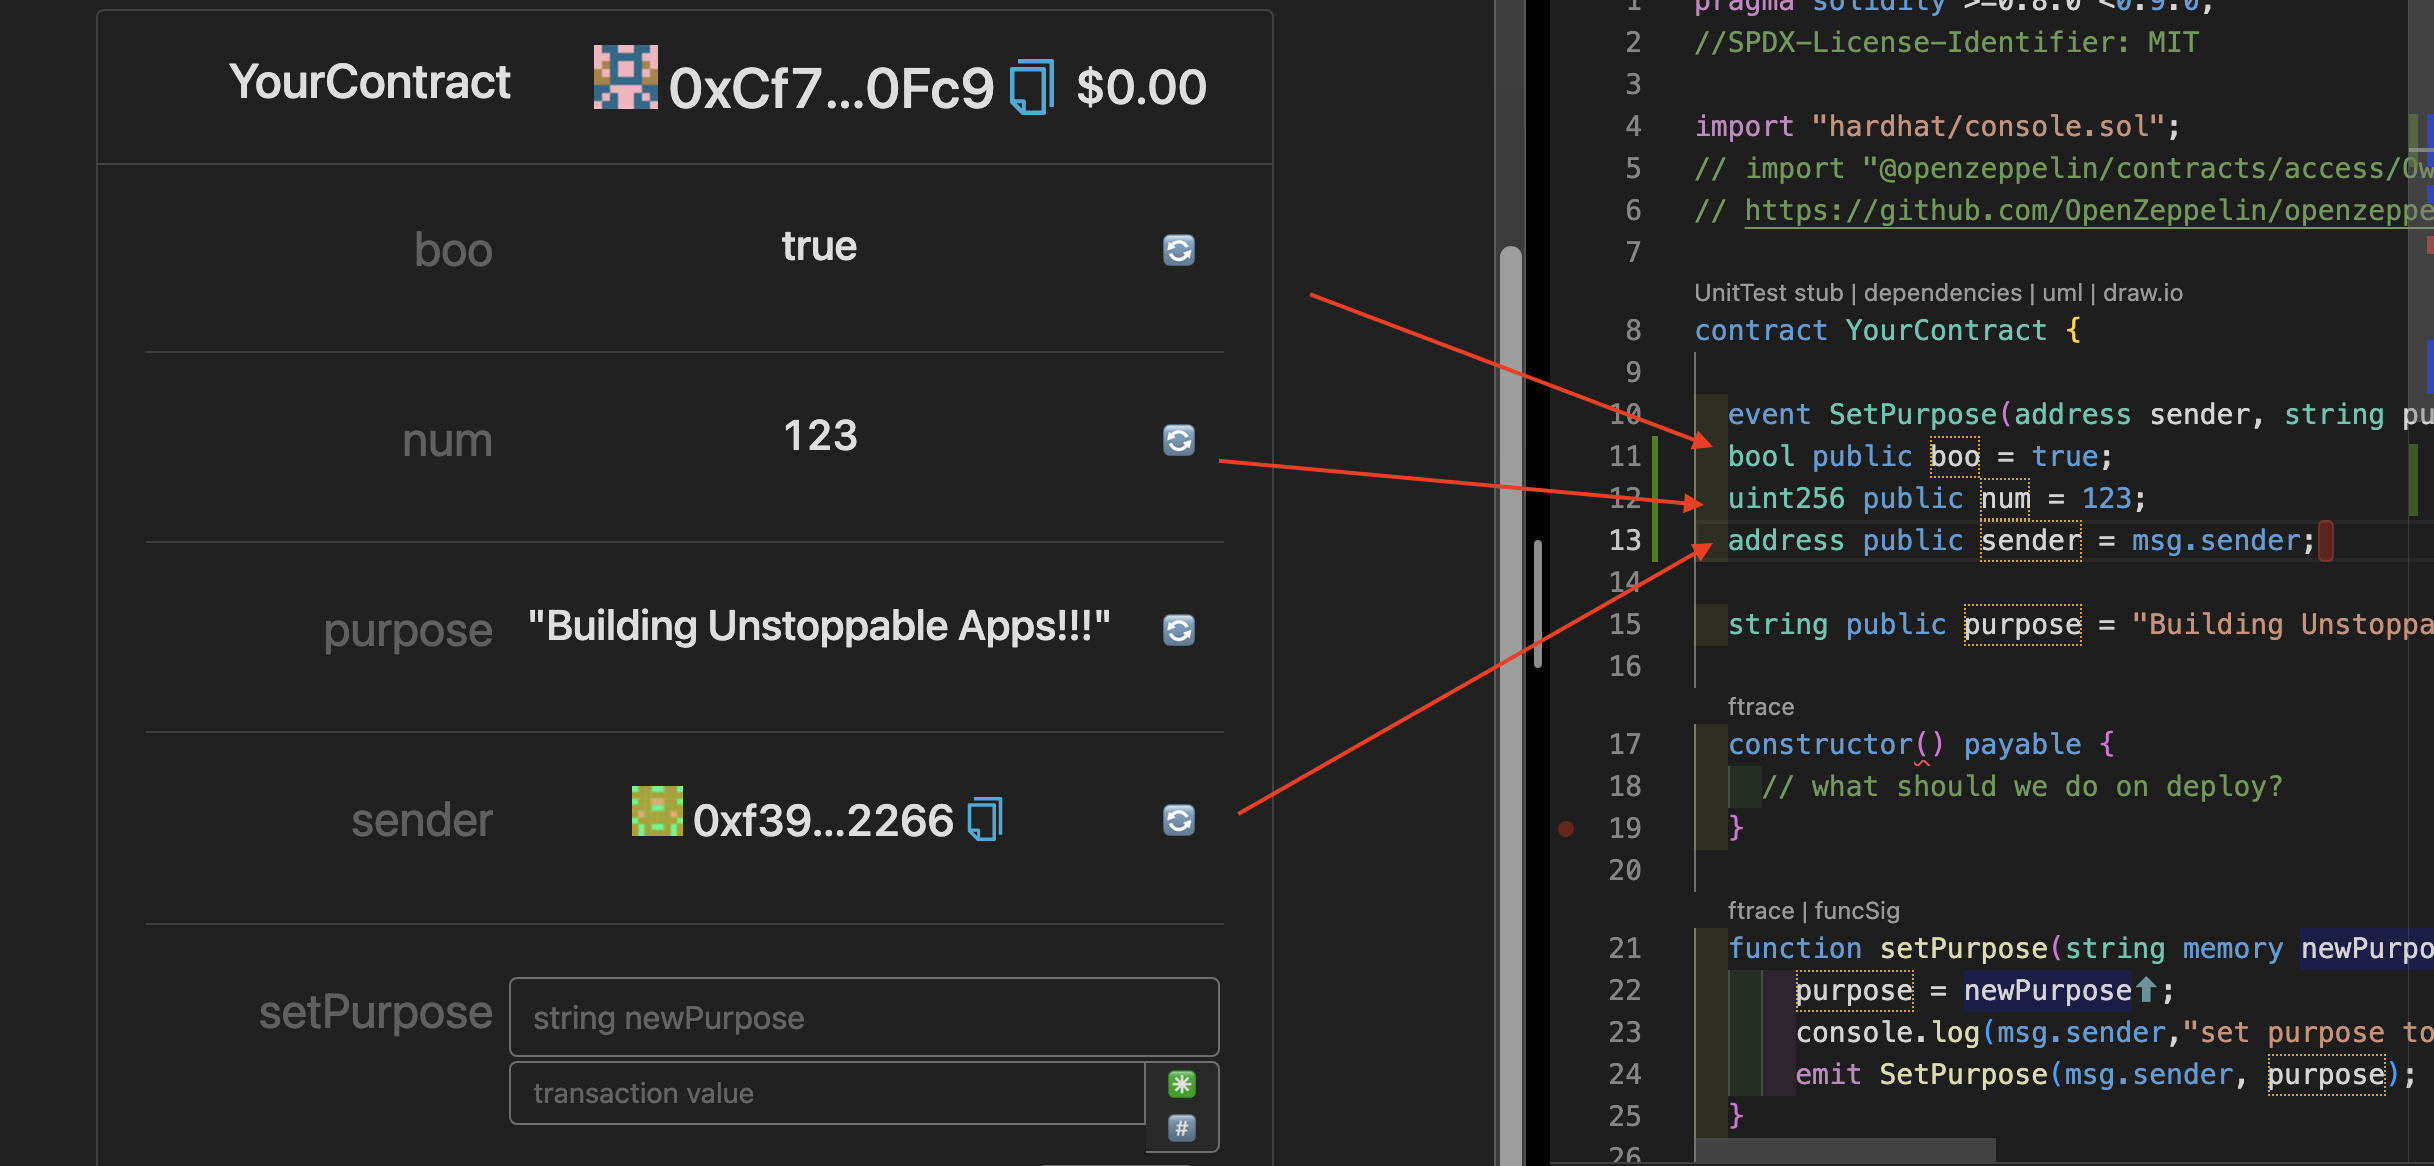 YourContract 0xCf7...0Fc9 $0.00
boo true
num 123
purpose "Building Unstoppable Apps!!!"
sender 0xf39...2266
setPurpose string newPurpose
transaction value
#
1 pragma solidity >=0.8.0 <0.9.0;
2 //SPDX-License-Identifier: MIT
3
4 import "hardhat/console.sol";
5 // import "@openzeppelin/contracts/access/Ow
6 // https://github.com/OpenZeppelin/openzeppe
7
UnitTest stub | dependencies | uml | draw.io
8 contract YourContract {
9
10 event SetPurpose(address sender, string pu
11 bool public boo = true;
12 uint256 public num = 123;
13 address public sender = msg.sender;
14
15 string public purpose = "Building Unstoppa
16
ftrace
17 constructor() payable {
18 // what should we do on deploy?
19 }
20
ftrace | funcSig
21 function setPurpose(string memory newPurpo
22 purpose = newPurpose⬆;
23 console.log(msg.sender,"set purpose to
24 emit SetPurpose(msg.sender, purpose);
25 }
26